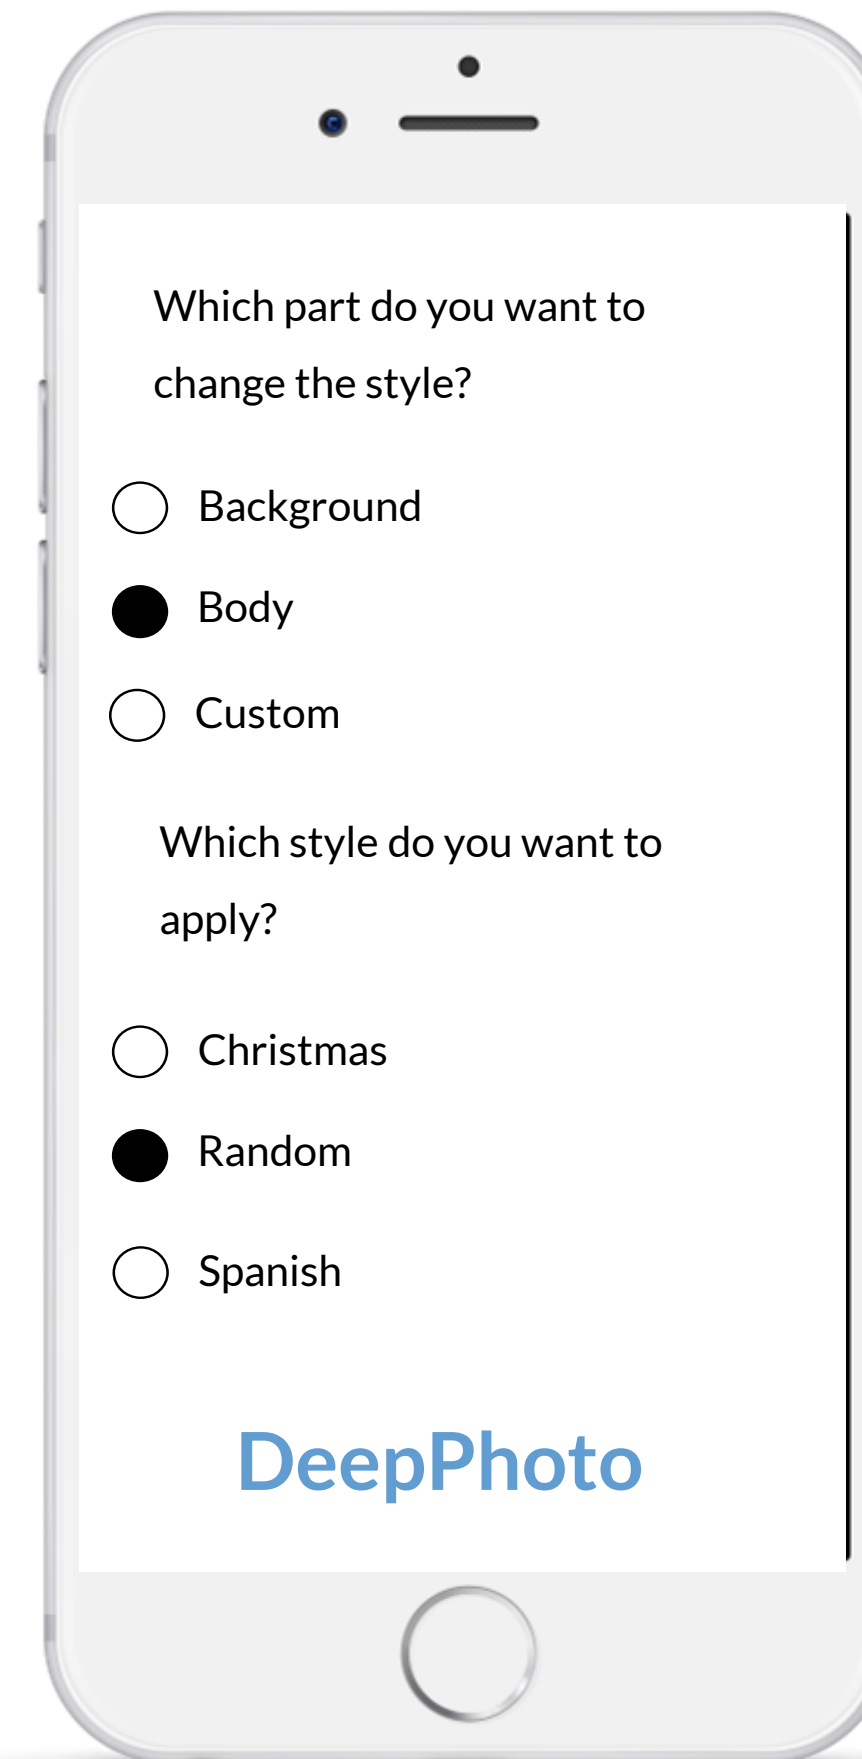 Which part do you want to
change the style?
Background
Body
Custom
Which style do you want to
apply?
Christmas
Random
Spanish
DeepPhoto